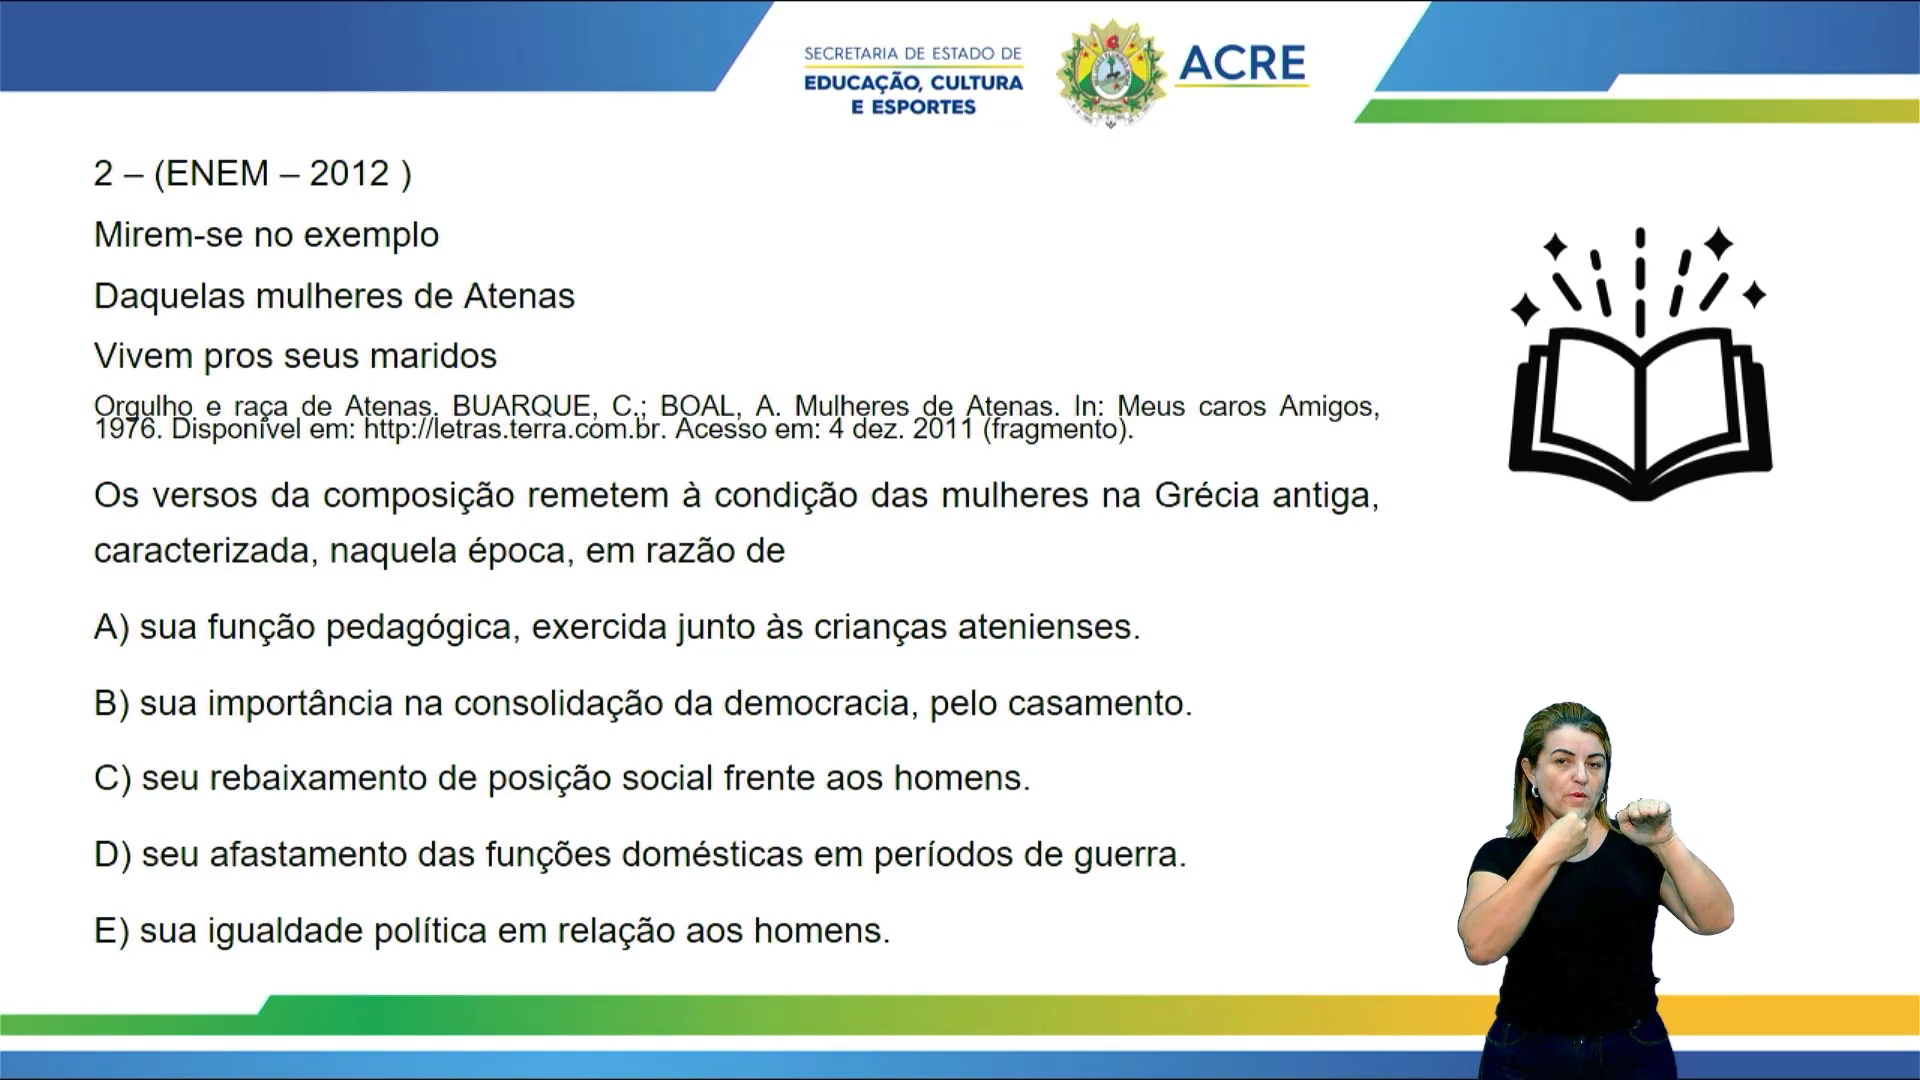 SECRETARIA DE ESTADO DE
EDUCAÇÃO, CULTURA
E ESPORTES
ACRE
2 – (ENEM – 2012 )
Mirem-se no exemplo
Daquelas mulheres de Atenas
Vivem pros seus maridos
Orgulho e raça de Atenas. BUARQUE, C.; BOAL, A. Mulheres de Atenas. In: Meus caros Amigos,
1976. Disponível em: http://letras.terra.com.br. Acesso em: 4 dez. 2011 (fragmento).
Os versos da composição remetem à condição das mulheres na Grécia antiga,
caracterizada, naquela época, em razão de
A) sua função pedagógica, exercida junto às crianças atenienses.
B) sua importância na consolidação da democracia, pelo casamento.
C) seu rebaixamento de posição social frente aos homens.
D) seu afastamento das funções domésticas em períodos de guerra.
E) sua igualdade política em relação aos homens.